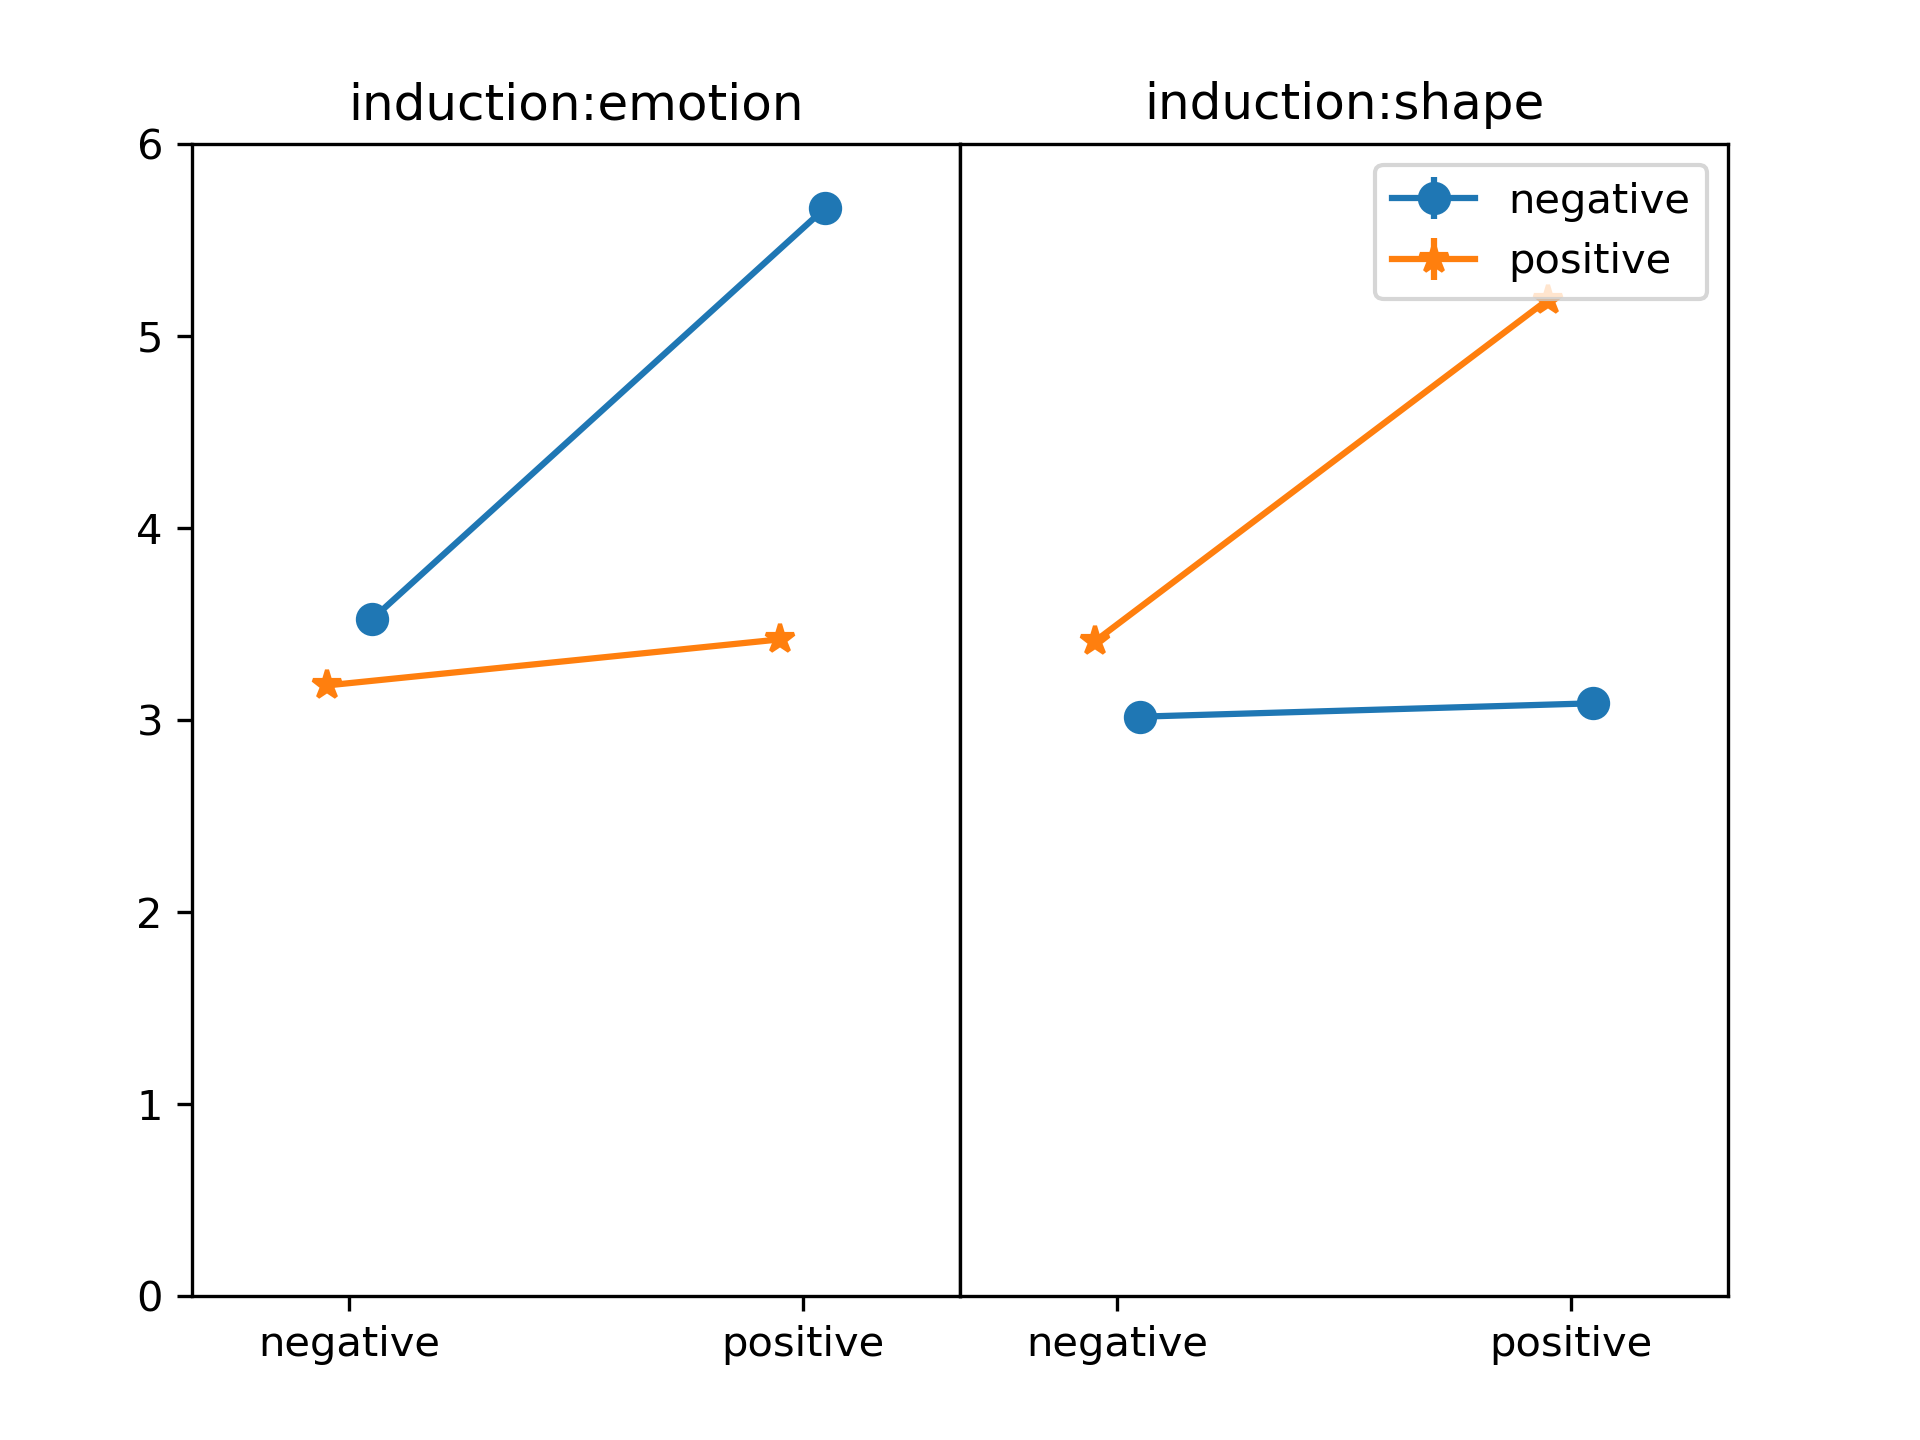 induction:emotion
induction:shape
negative
positive
6
5
4
3
2
1
0
negative
positive
negative
positive